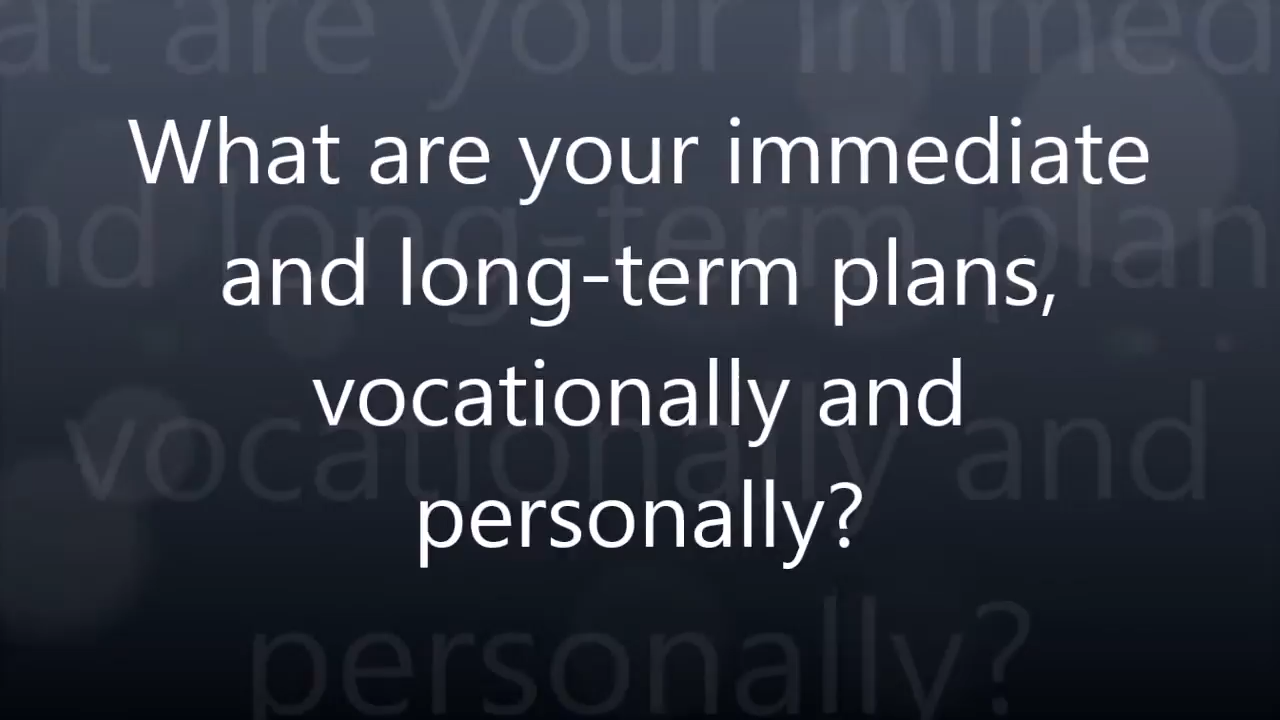 What are your immediate
and long-term plans,
vocationally and
personally?